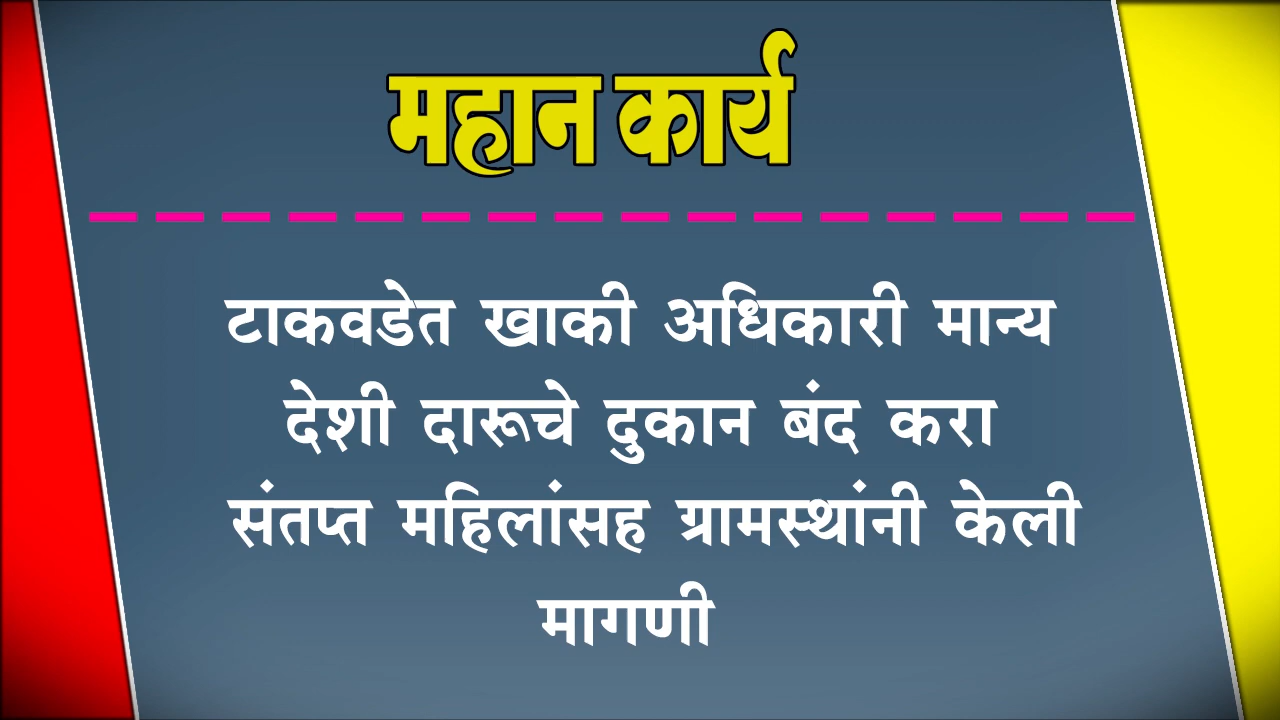 महान कार्य
टाकवडेत खाकी अधिकारी मान्य
देशी दारूचे दुकान बंद करा
संतप्त महिलांसह ग्रामस्थांनी केली
मागणी